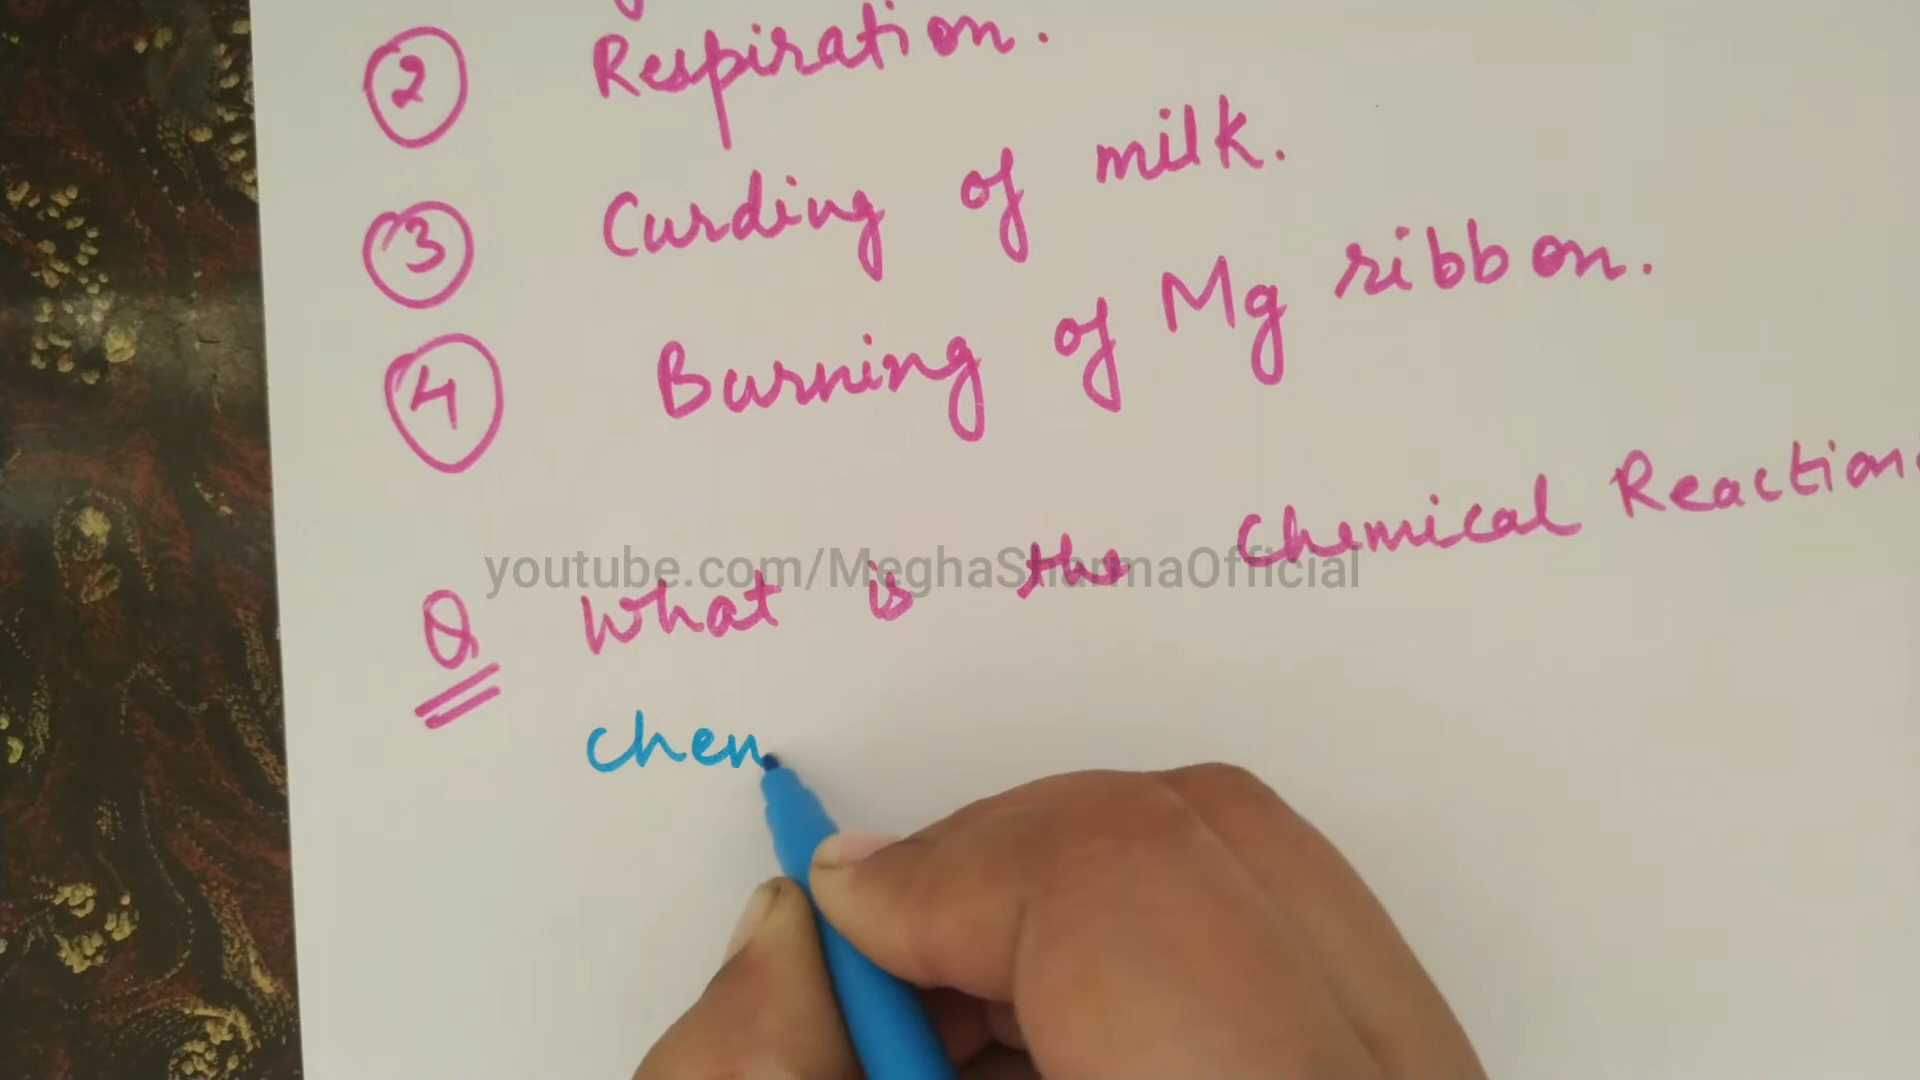 2 Respiration.
3 Curding of milk.
4 Burning of Mg ribbon.
youtube.com/MeghaSharmaOfficial
Q What is the Chemical Reaction
Chem